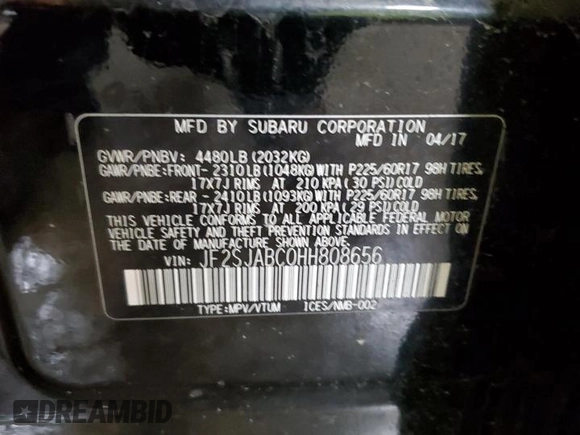 MFD BY SUBARU CORPORATION
MFD IN 04/17
GVWR/PNBV: 4480LB(2032KG)
GAWR/PNBE:FRONT-2310LB(1048KG)WITH P225/60R17 98H TIRES,
17X7J RIMS AT 210 KPA(30 PSI)COLD
GAWR/PNBE:REAR -2410LB(1093KG)WITH P225/60R17 98H TIRES,
17X7J RIMS AT 200 KPA(29 PSI)COLD
THIS VEHICLE CONFORMS TO ALL APPLICABLE FEDERAL MOTOR
VEHICLE SAFETY AND THEFT PREVENTION STANDARDS IN EFFECT
ON THE DATE OF MANUFACTURE SHOWN ABOVE.
VIN: JF2SJABC0HH808656
TYPE:MPV/VTUM ICES/NMB-002
DREAMBID